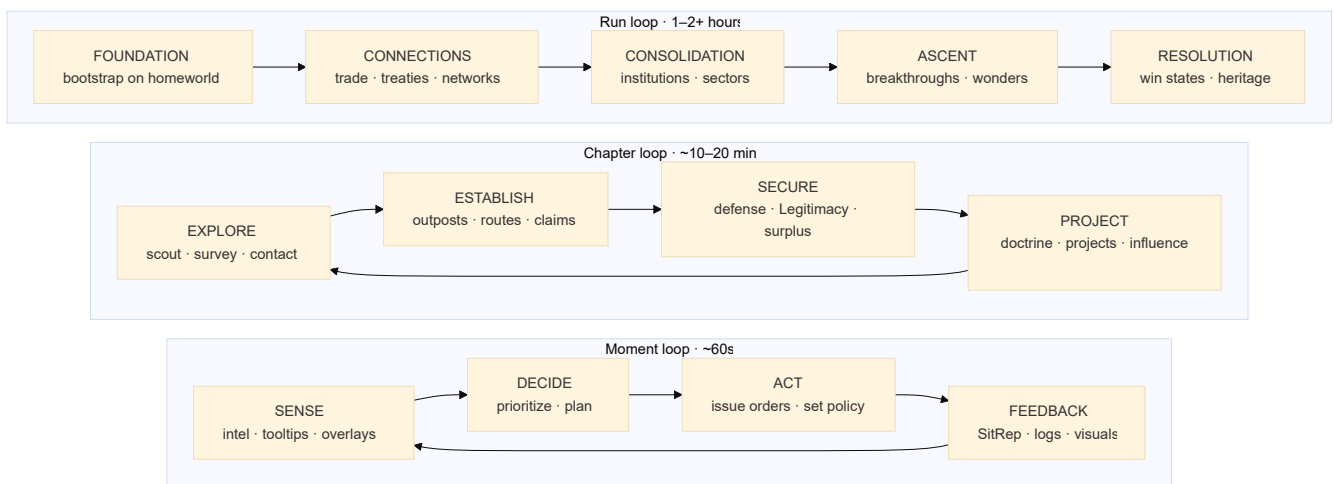 Run loop · 1–2+ hours
FOUNDATION
bootstrap on homeworld
CONNECTIONS
trade · treaties · networks
CONSOLIDATION
institutions · sectors
ASCENT
breakthroughs · wonders
RESOLUTION
win states · heritage
Chapter loop · ~10–20 min
EXPLORE
scout · survey · contact
ESTABLISH
outposts · routes · claims
SECURE
defense · Legitimacy ·
surplus
PROJECT
doctrine · projects · influence
Moment loop · ~60s
SENSE
intel · tooltips · overlays
DECIDE
prioritize · plan
ACT
issue orders · set policy
FEEDBACK
SitRep · logs · visuals